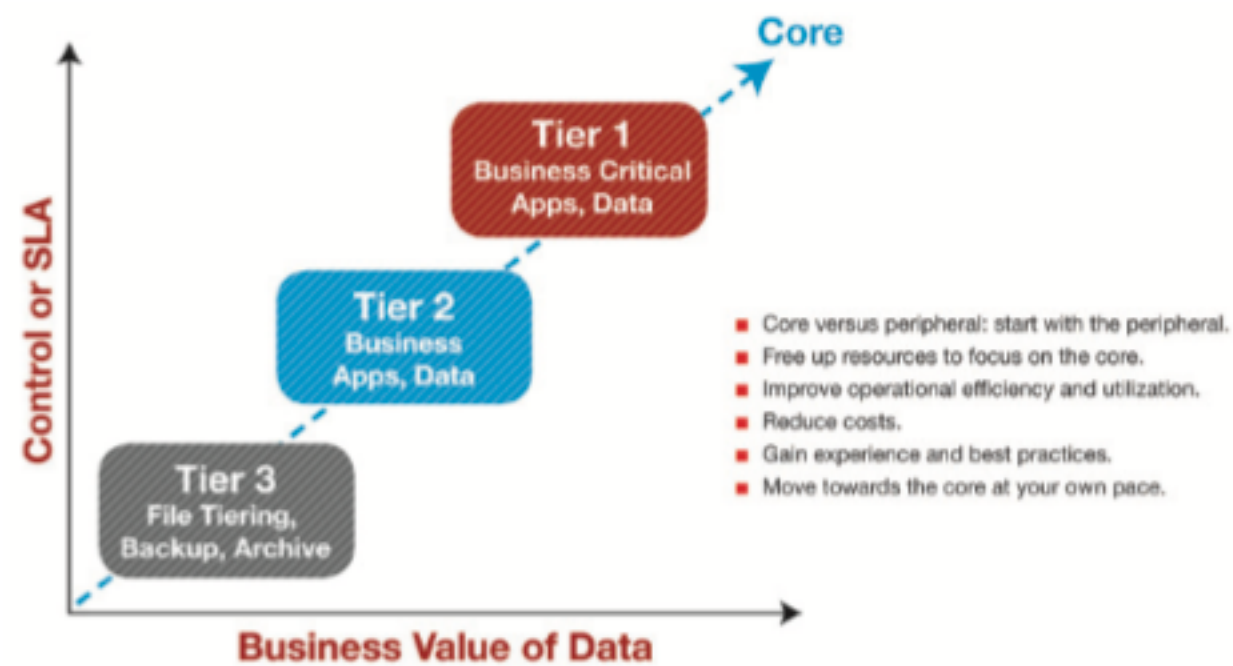 Core
Tier 1
Business Critical
Apps, Data
Control or SLA
Tier 2
Business
Apps, Data
Tier 3
File Tiering,
Backup, Archive
Business Value of Data
Core versus peripheral: start with the peripheral.
Free up resources to focus on the core.
Improve operational efficiency and utilization.
Reduce costs.
Gain experience and best practices.
Move towards the core at your own pace.